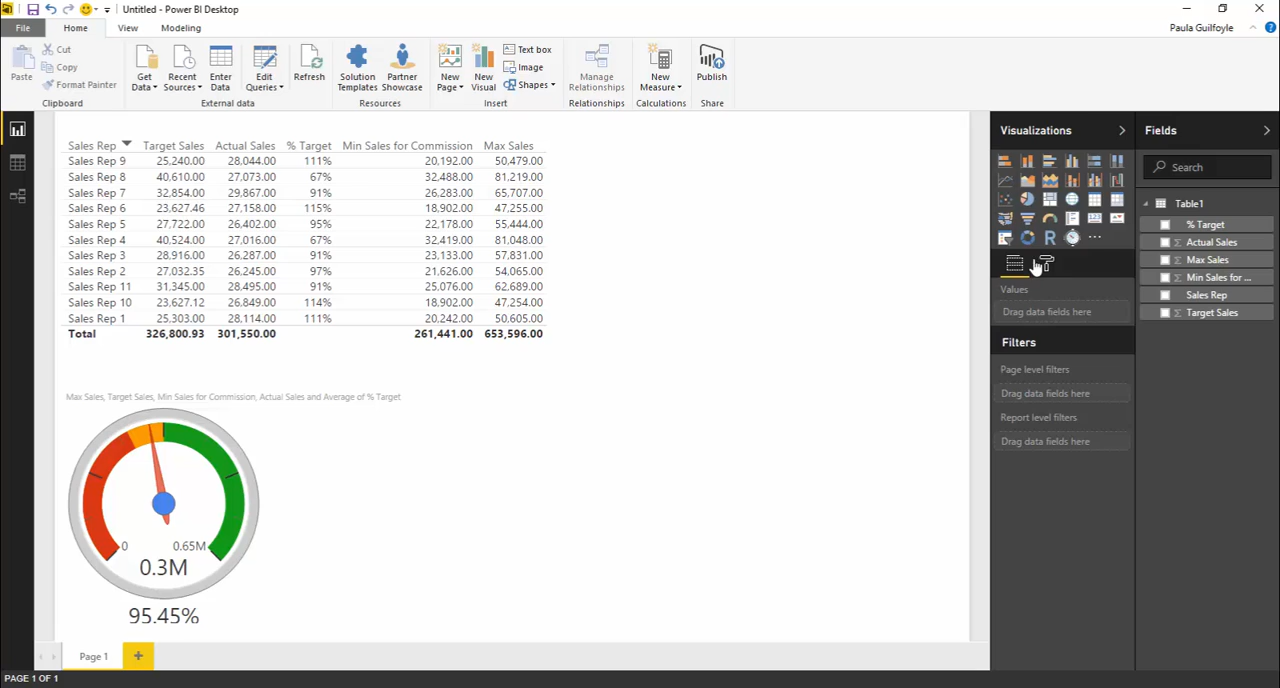 Untitled - Power BI Desktop
File Home View Modeling Paula Guilfoyle
Paste Cut Copy Format Painter
Get Data Recent Sources Enter Data Edit Queries Refresh
Solution Templates Partner Showcase
New Page New Visual Text box Image Shapes
Manage Relationships New Measure Publish
Clipboard External data Resources Insert Relationships Calculations Share
Sales Rep Target Sales Actual Sales % Target Min Sales for Commission Max Sales
Sales Rep 9 25,240.00 28,044.00 111% 20,192.00 50,479.00
Sales Rep 8 40,610.00 27,073.00 67% 32,488.00 81,219.00
Sales Rep 7 32,854.00 29,867.00 91% 26,283.00 65,707.00
Sales Rep 6 23,627.46 27,158.00 115% 18,902.00 47,255.00
Sales Rep 5 27,722.00 26,402.00 95% 22,178.00 55,444.00
Sales Rep 4 40,524.00 27,016.00 67% 32,419.00 81,048.00
Sales Rep 3 28,916.00 26,287.00 91% 23,133.00 57,831.00
Sales Rep 2 27,032.35 26,245.00 97% 21,626.00 54,065.00
Sales Rep 11 31,345.00 28,495.00 91% 25,076.00 62,689.00
Sales Rep 10 23,627.12 26,849.00 114% 18,902.00 47,254.00
Sales Rep 1 25,303.00 28,114.00 111% 20,242.00 50,605.00
Total 326,800.93 301,550.00 261,441.00 653,596.00
Max Sales, Target Sales, Min Sales for Commission, Actual Sales and Average of % Target
0 0.65M
0.3M
95.45%
Visualizations
R
Values
Drag data fields here
Filters
Page level filters
Drag data fields here
Report level filters
Drag data fields here
Fields
Search
Table1
% Target
Actual Sales
Max Sales
Min Sales for ...
Sales Rep
Target Sales
Page 1
PAGE 1 OF 1